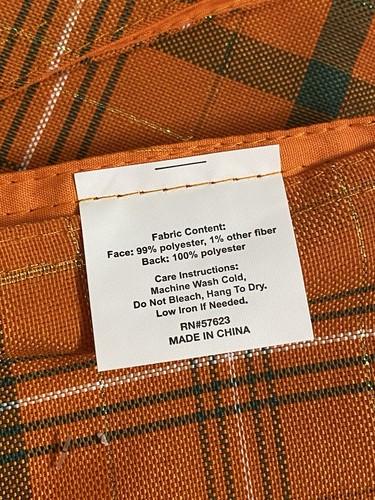 Fabric Content:
Face: 99% polyester, 1% other fiber
Back: 100% polyester
Care Instructions:
Machine Wash Cold,
Do Not Bleach, Hang To Dry.
Low Iron If Needed.
RN#57623
MADE IN CHINA